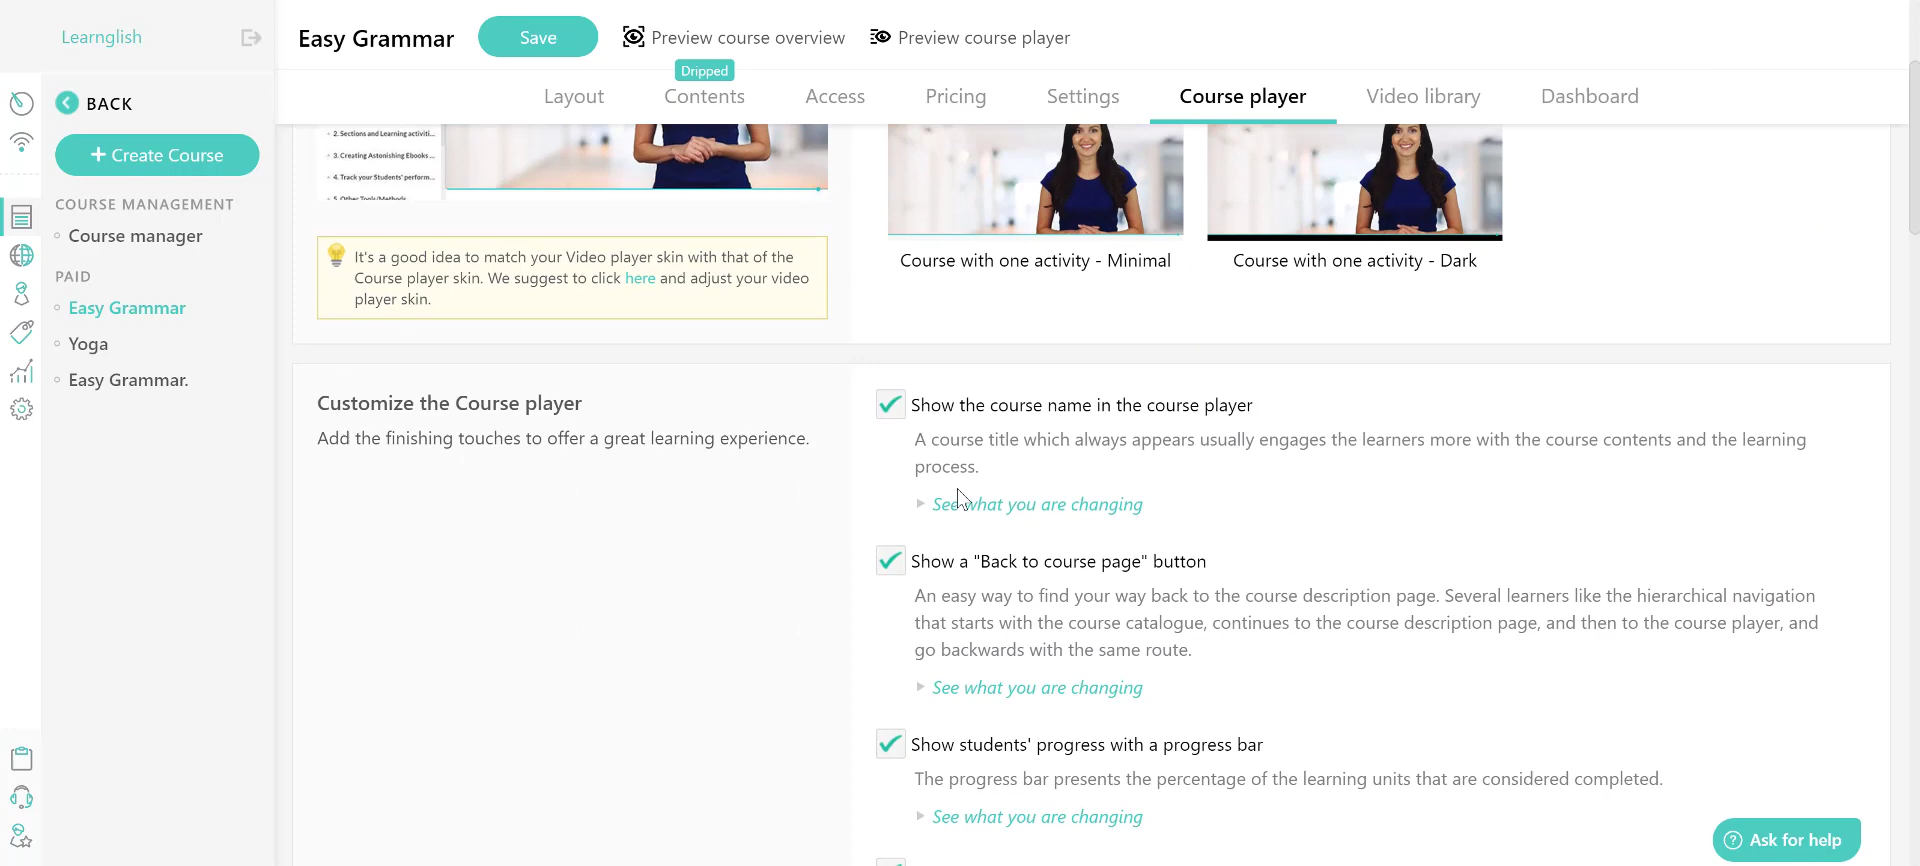 Learnglish
Easy Grammar
Save
Preview course overview
Preview course player
Dripped
Layout
Contents
Access
Pricing
Settings
Course player
Video library
Dashboard
BACK
+ Create Course
COURSE MANAGEMENT
Course manager
PAID
Easy Grammar
Yoga
Easy Grammar.
2. Sections and Learning activiti...
3. Creating Astonishing Ebooks...
4. Track your Students' perform...
5. Other Tools/Methods
It's a good idea to match your Video player skin with that of the
Course player skin. We suggest to click here and adjust your video
player skin.
Course with one activity - Minimal
Course with one activity - Dark
Customize the Course player
Add the finishing touches to offer a great learning experience.
Show the course name in the course player
A course title which always appears usually engages the learners more with the course contents and the learning
process.
See what you are changing
Show a "Back to course page" button
An easy way to find your way back to the course description page. Several learners like the hierarchical navigation
that starts with the course catalogue, continues to the course description page, and then to the course player, and
go backwards with the same route.
See what you are changing
Show students' progress with a progress bar
The progress bar presents the percentage of the learning units that are considered completed.
See what you are changing
Ask for help